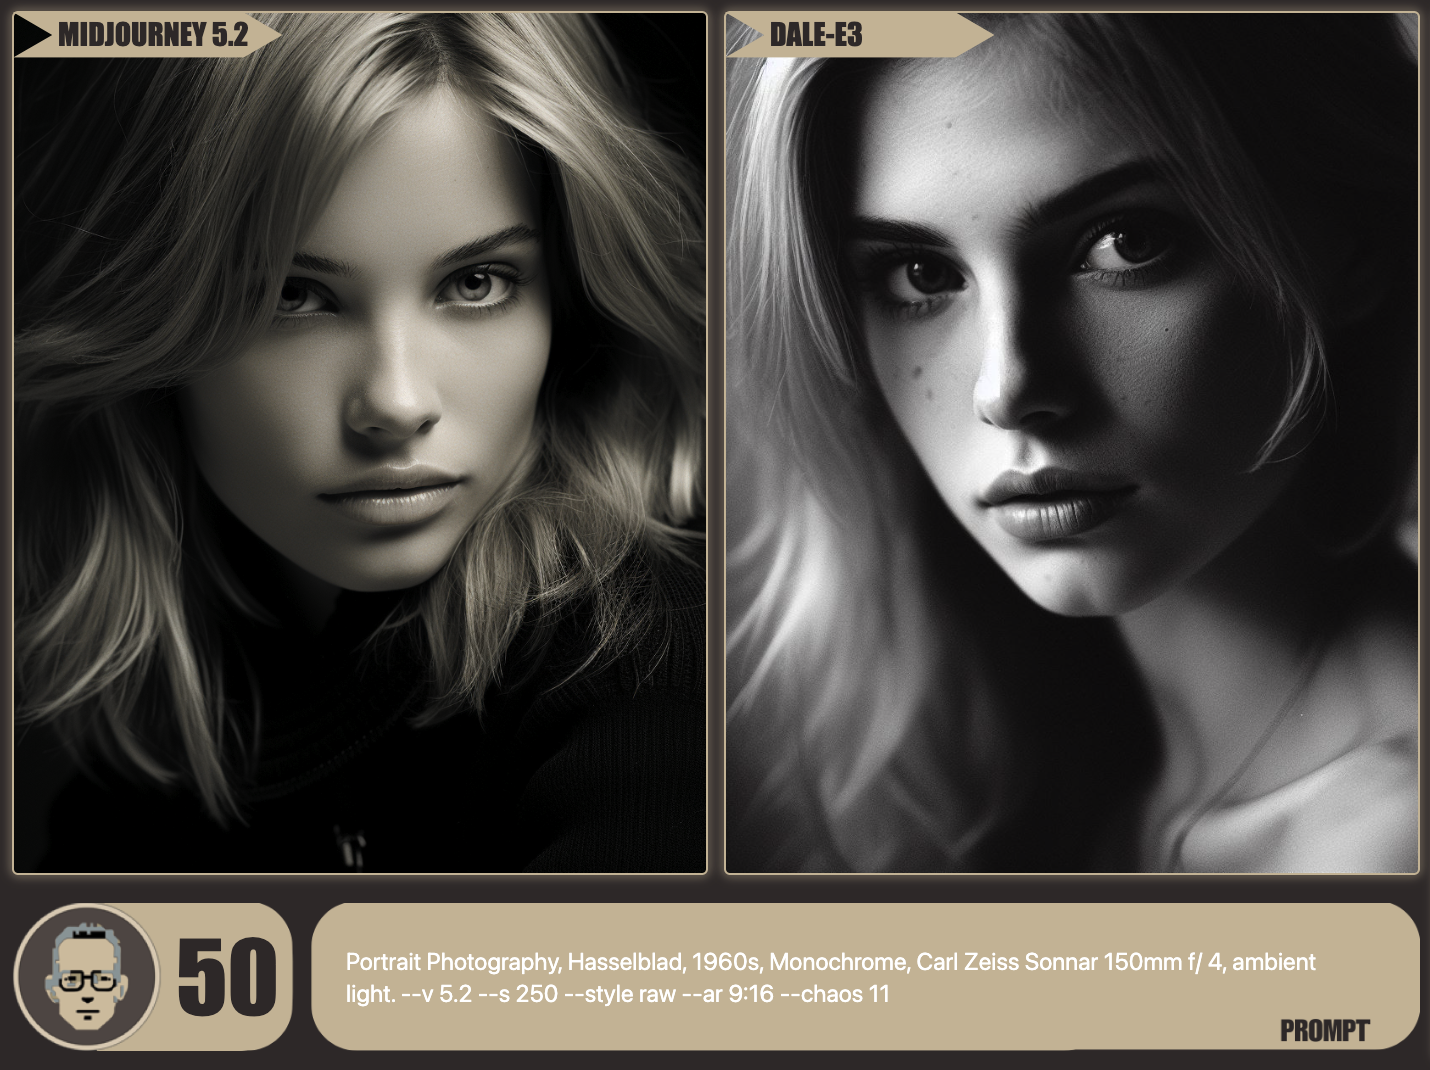 MIDJOURNEY 5.2
DALE-E3
50
Portrait Photography, Hasselblad, 1960s, Monochrome, Carl Zeiss Sonnar 150mm f/ 4, ambient
light. --v 5.2 --s 250 --style raw --ar 9:16 --chaos 11
PROMPT